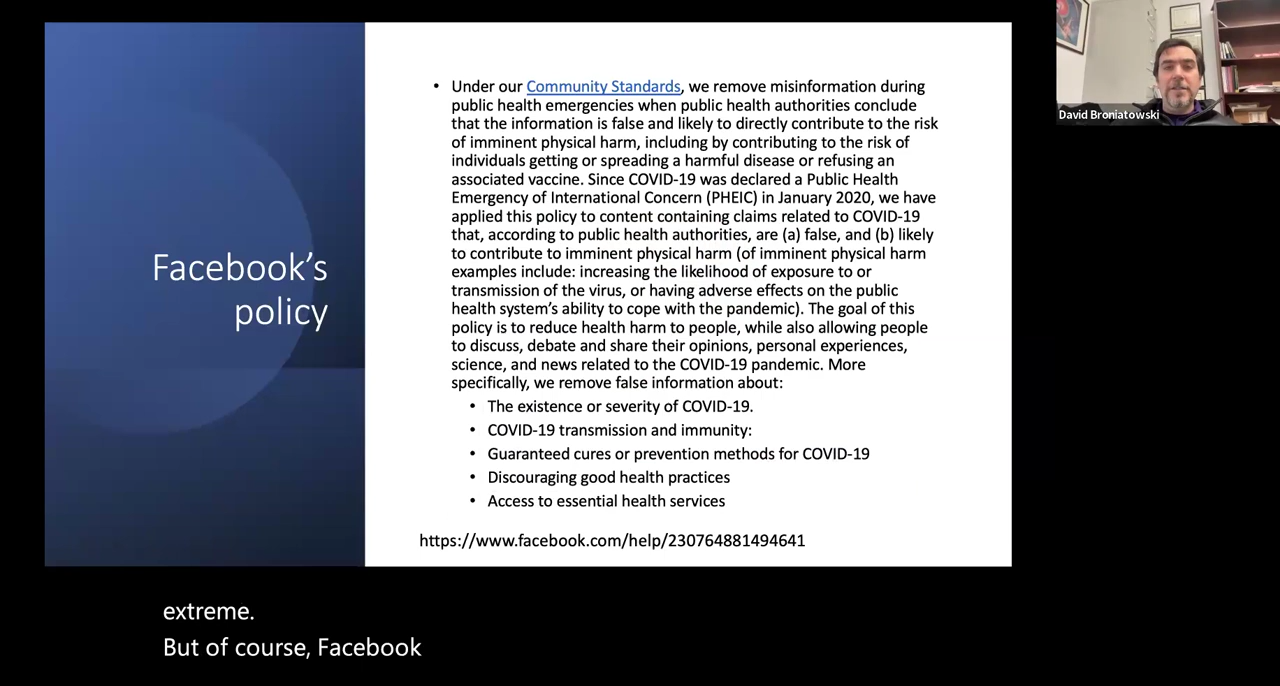 Facebook's
policy
• Under our Community Standards, we remove misinformation during
public health emergencies when public health authorities conclude
that the information is false and likely to directly contribute to the risk
of imminent physical harm, including by contributing to the risk of
individuals getting or spreading a harmful disease or refusing an
associated vaccine. Since COVID-19 was declared a Public Health
Emergency of International Concern (PHEIC) in January 2020, we have
applied this policy to content containing claims related to COVID-19
that, according to public health authorities, are (a) false, and (b) likely
to contribute to imminent physical harm (of imminent physical harm
examples include: increasing the likelihood of exposure to or
transmission of the virus, or having adverse effects on the public
health system's ability to cope with the pandemic). The goal of this
policy is to reduce health harm to people, while also allowing people
to discuss, debate and share their opinions, personal experiences,
science, and news related to the COVID-19 pandemic. More
specifically, we remove false information about:
• The existence or severity of COVID-19.
• COVID-19 transmission and immunity:
• Guaranteed cures or prevention methods for COVID-19
• Discouraging good health practices
• Access to essential health services
https://www.facebook.com/help/230764881494641
David Broniatowski
extreme.
But of course, Facebook